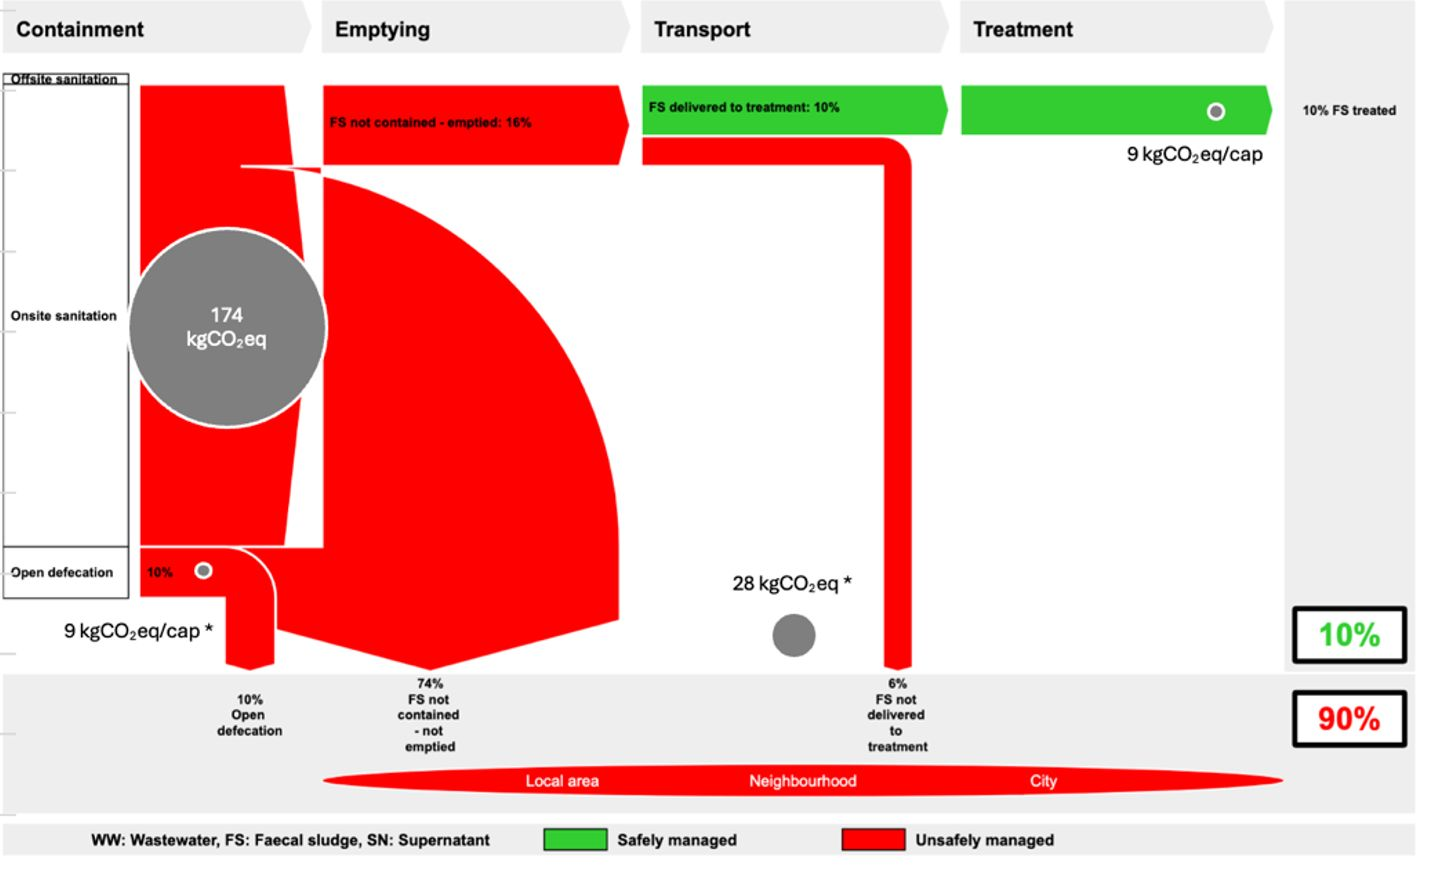 Containment
Emptying
Transport
Treatment
Offsite sanitation
FS not contained - emptied: 16%
FS delivered to treatment: 10%
10% FS treated
9 kgCO₂eq/cap
Onsite sanitation
174
kgCO₂eq
Open defecation
10%
9 kgCO₂eq/cap *
28 kgCO₂eq *
10%
10%
Open
defecation
74%
FS not
contained
- not
emptied
6%
FS not
delivered
to
treatment
90%
Local area
Neighbourhood
City
WW: Wastewater, FS: Faecal sludge, SN: Supernatant
Safely managed
Unsafely managed